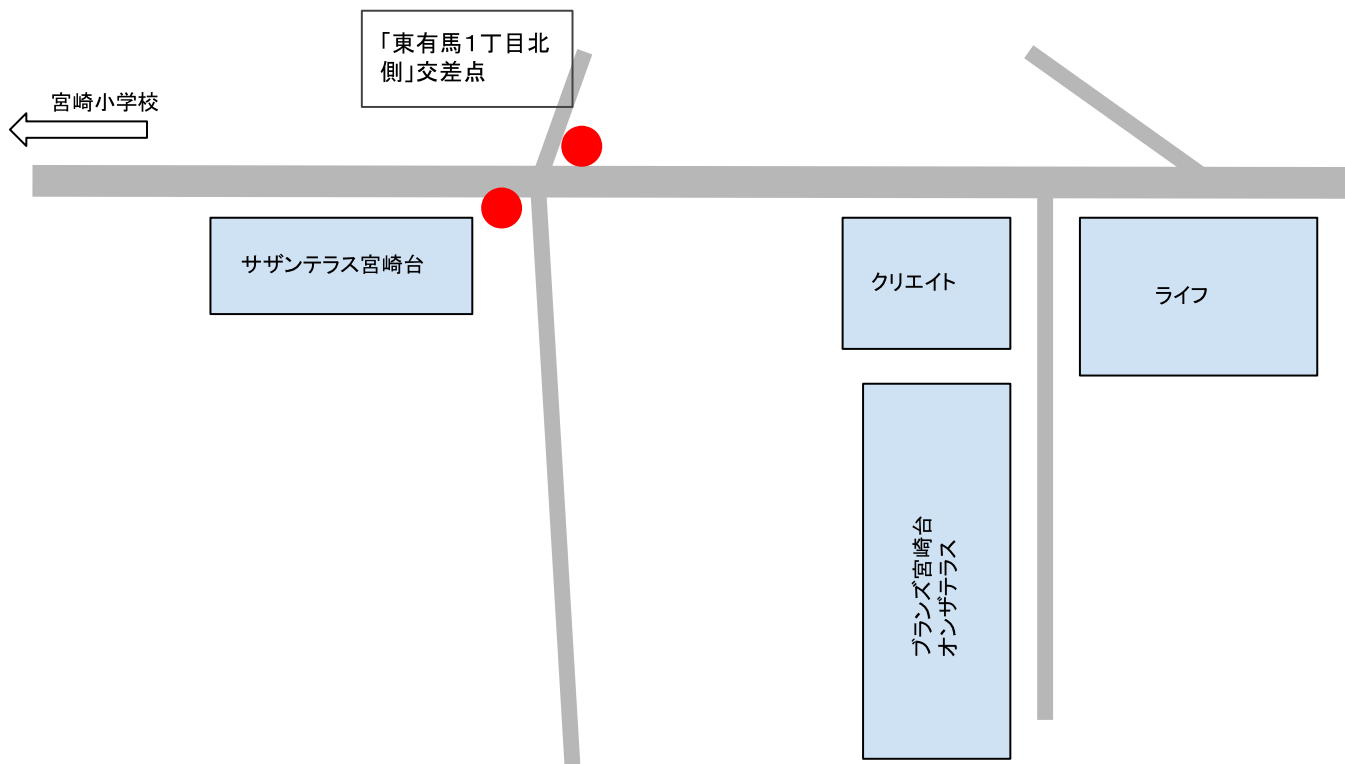 「東有馬１丁目北
側」交差点
宮崎小学校
サザンテラス宮崎台
クリエイト
ライフ
ブランズ宮崎台
オンザテラス